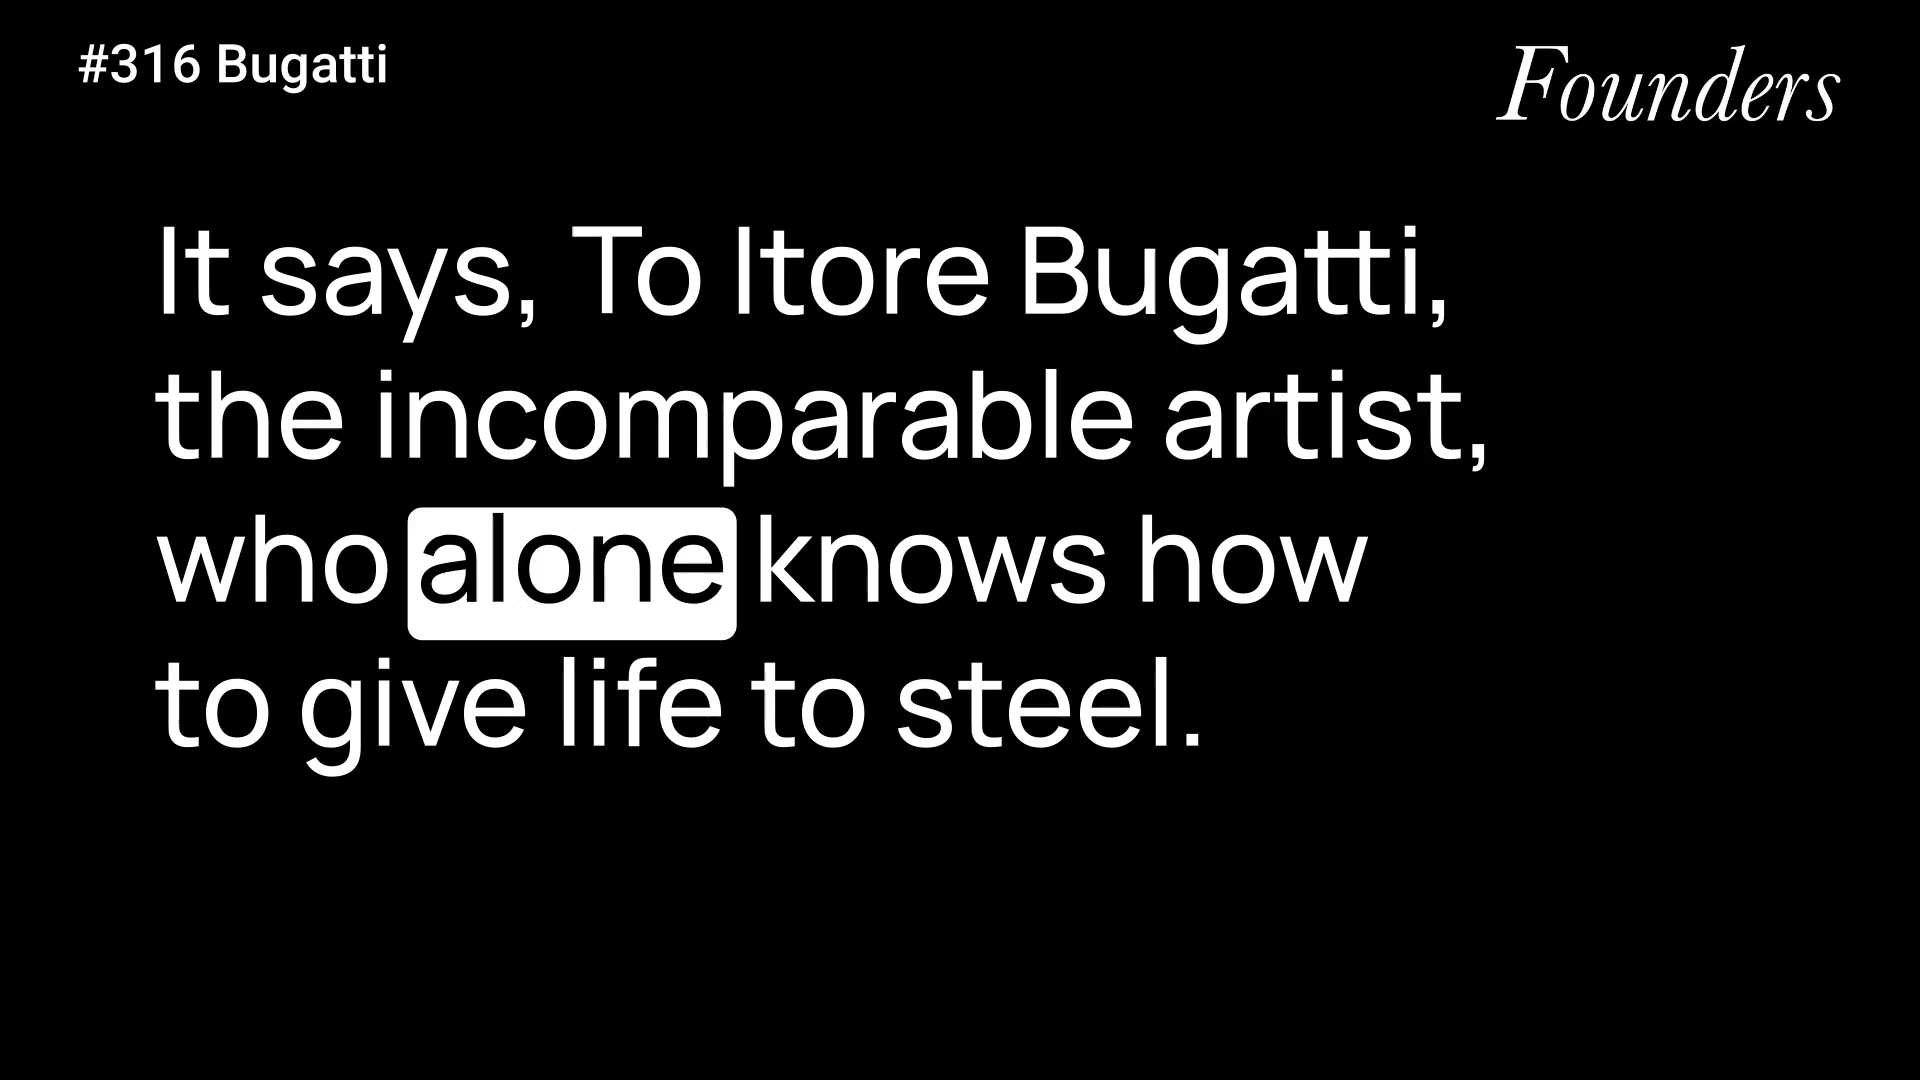 #316 Bugatti
Founders
It says, To Itore Bugatti,
the incomparable artist,
who alone knows how
to give life to steel.